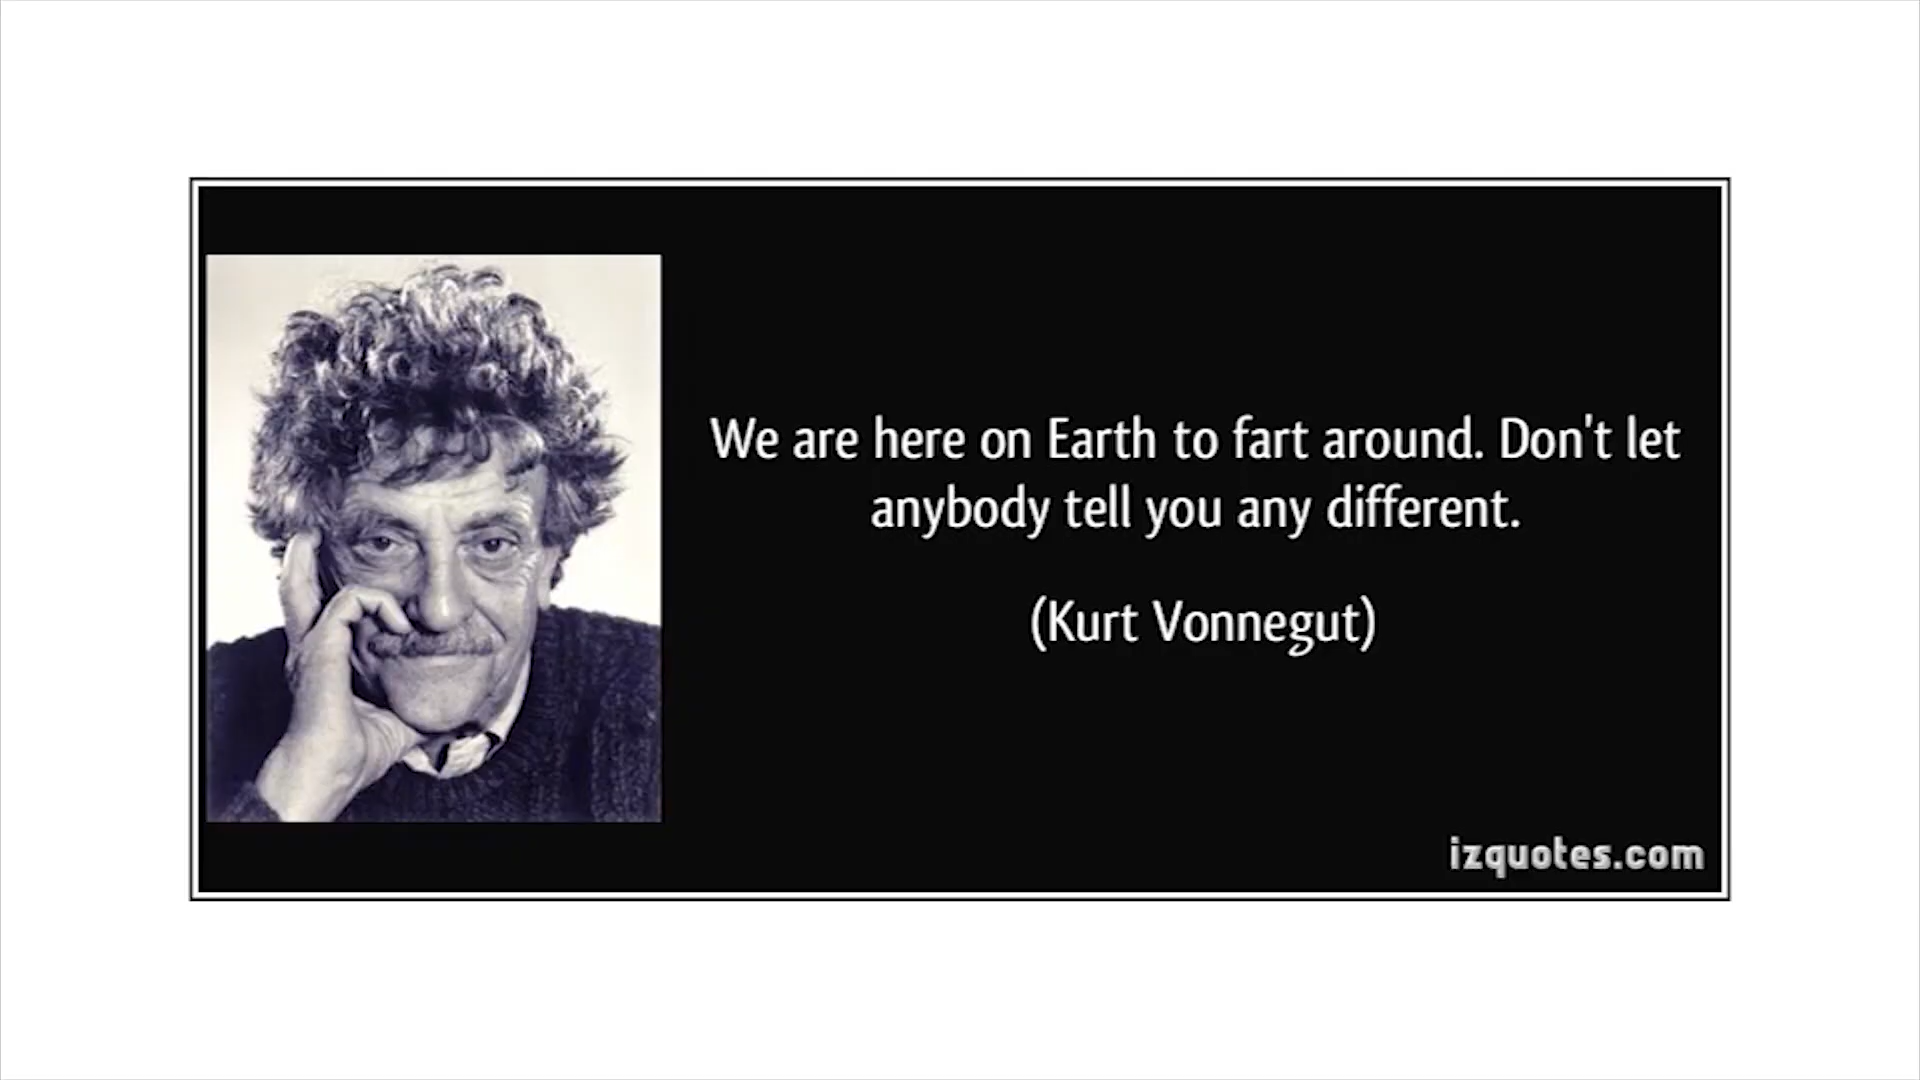 We are here on Earth to fart around. Don't let
anybody tell you any different.
(Kurt Vonnegut)
izquotes.com